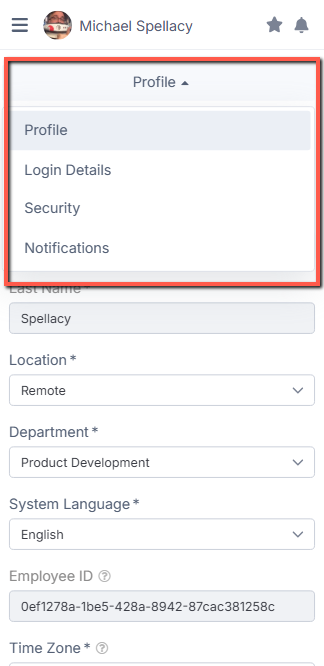 Michael Spellacy
Profile
Profile
Login Details
Security
Notifications
Last Name *
Spellacy
Location *
Remote
Department *
Product Development
System Language *
English
Employee ID
0ef1278a-1be5-428a-8942-87cac381258c
Time Zone *